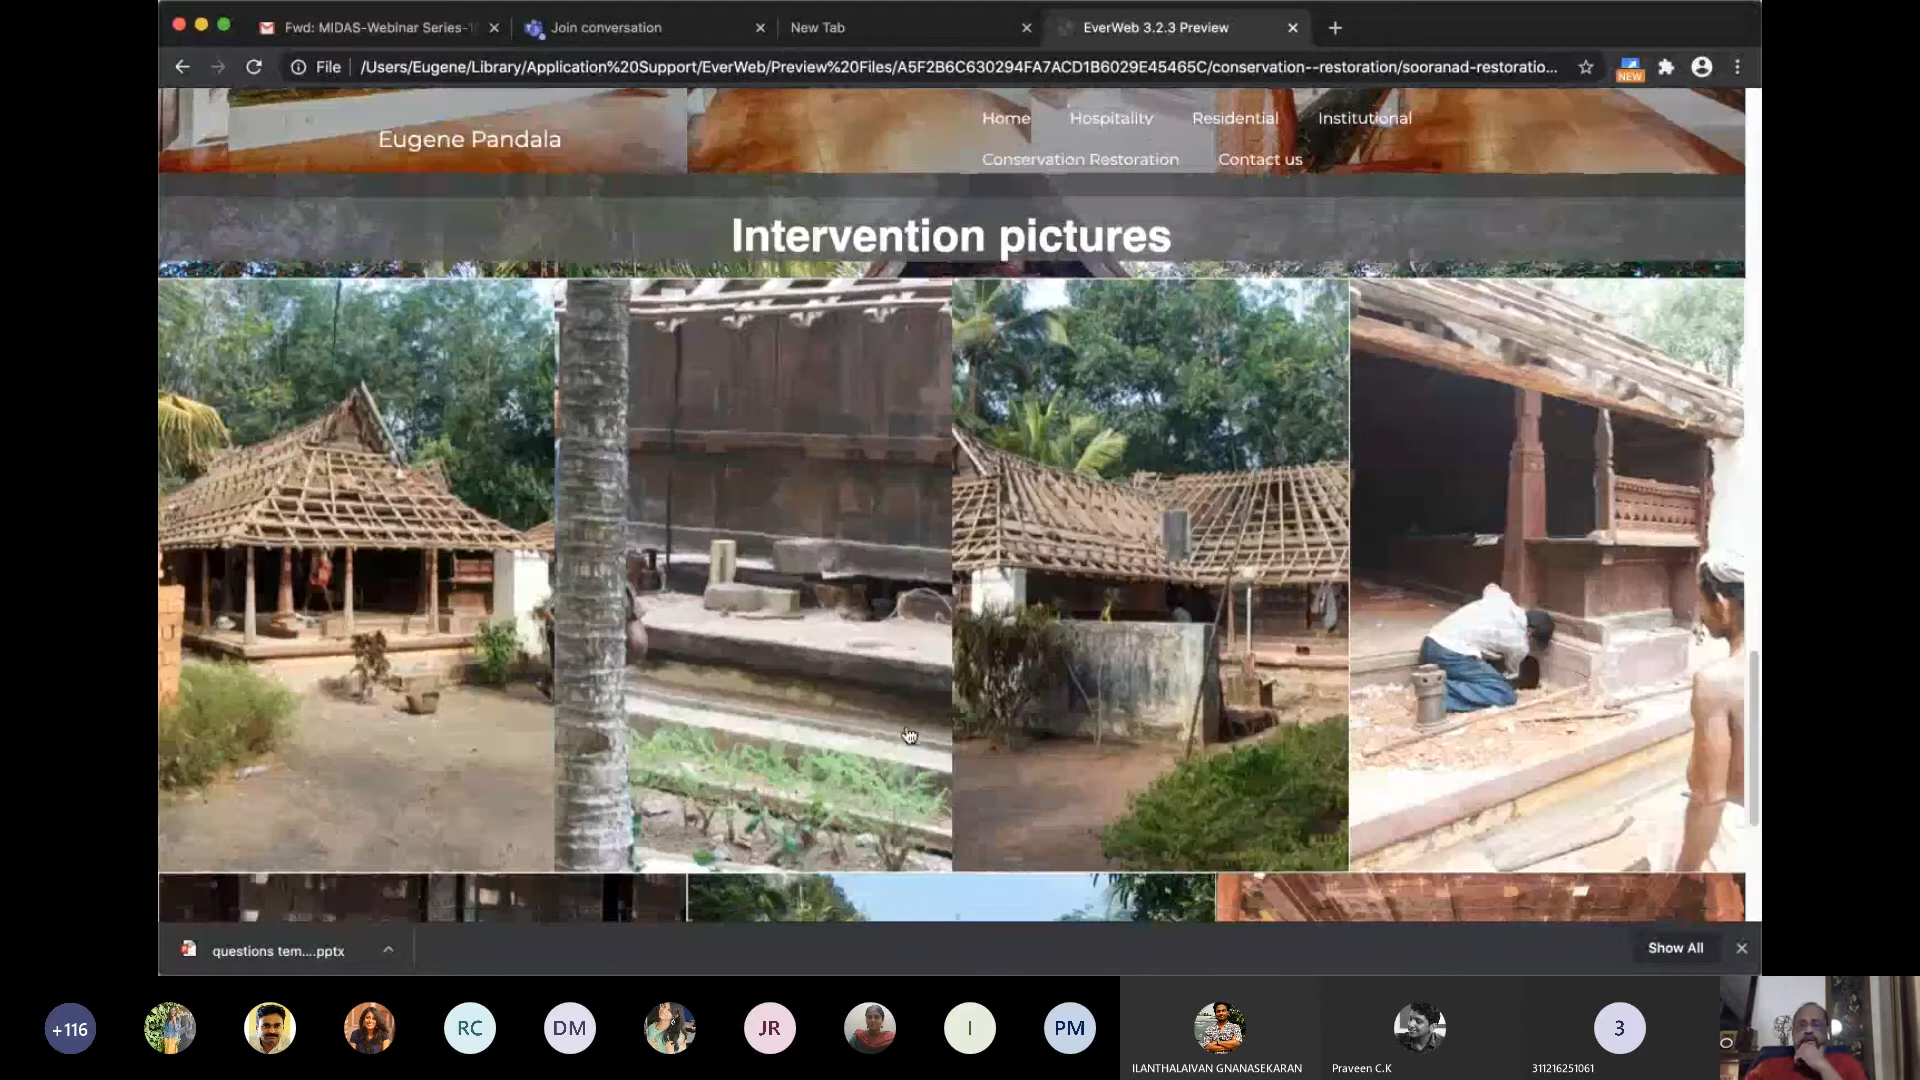 Fwd: MIDAS-Webinar Series-1
Join conversation
New Tab
EverWeb 3.2.3 Preview
File /Users/Eugene/Library/Application%20Support/EverWeb/Preview%20Files/A5F2B6C630294FA7ACD1B6029E45465C/conservation--restoration/sooranad-restoratio...
NEW
Eugene Pandala
Home Hospitality Residential Institutional
Conservation Restoration Contact us
Intervention pictures
questions tem....pptx
Show All
+116
RC
DM
JR
I
PM
3
ILANTHALAIVAN GNANASEKARAN
Praveen C.K
311216251061